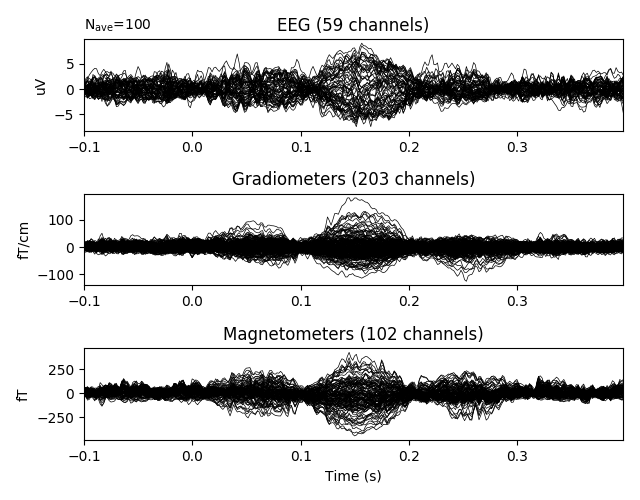 Nave=100
EEG (59 channels)
uV
5
0
−5
−0.1 0.0 0.1 0.2 0.3
Gradiometers (203 channels)
fT/cm
100
0
−100
−0.1 0.0 0.1 0.2 0.3
Magnetometers (102 channels)
fT
250
0
−250
−0.1 0.0 0.1 0.2 0.3
Time (s)